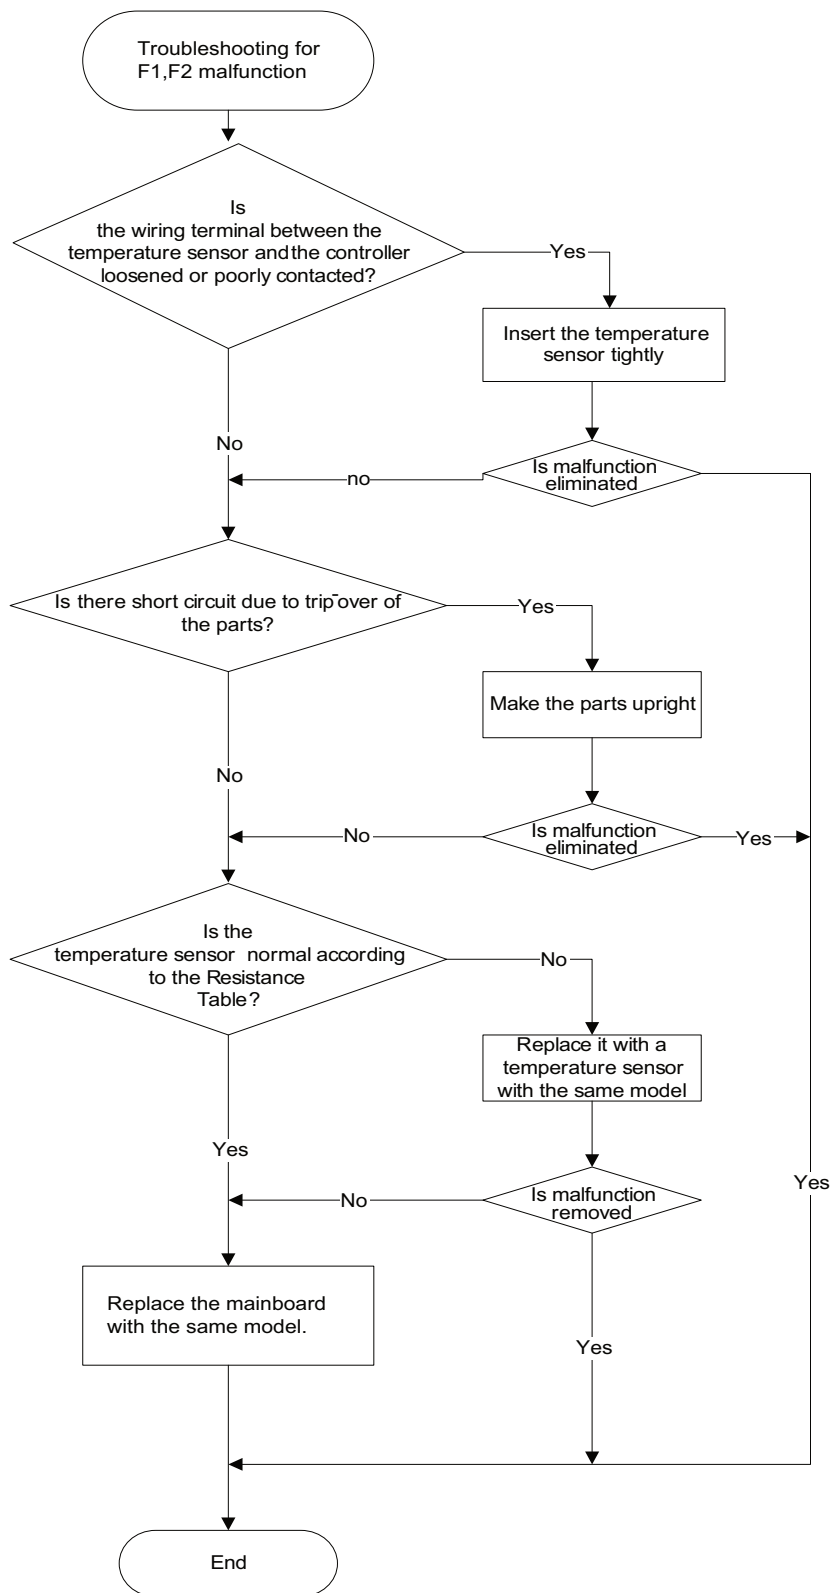 Troubleshooting for
F1,F2 malfunction
Is
the wiring terminal between the
temperature sensor and the controller
loosened or poorly contacted?
Yes
Insert the temperature
sensor tightly
No
Is malfunction
eliminated
no
Is there short circuit due to trip-over of
the parts?
Yes
Make the parts upright
No
Is malfunction
eliminated
No
Yes
Is the
temperature sensor normal according
to the Resistance
Table?
No
Replace it with a
temperature sensor
with the same model
Yes
Yes
Is malfunction
removed
No
Replace the mainboard
with the same model.
Yes
End